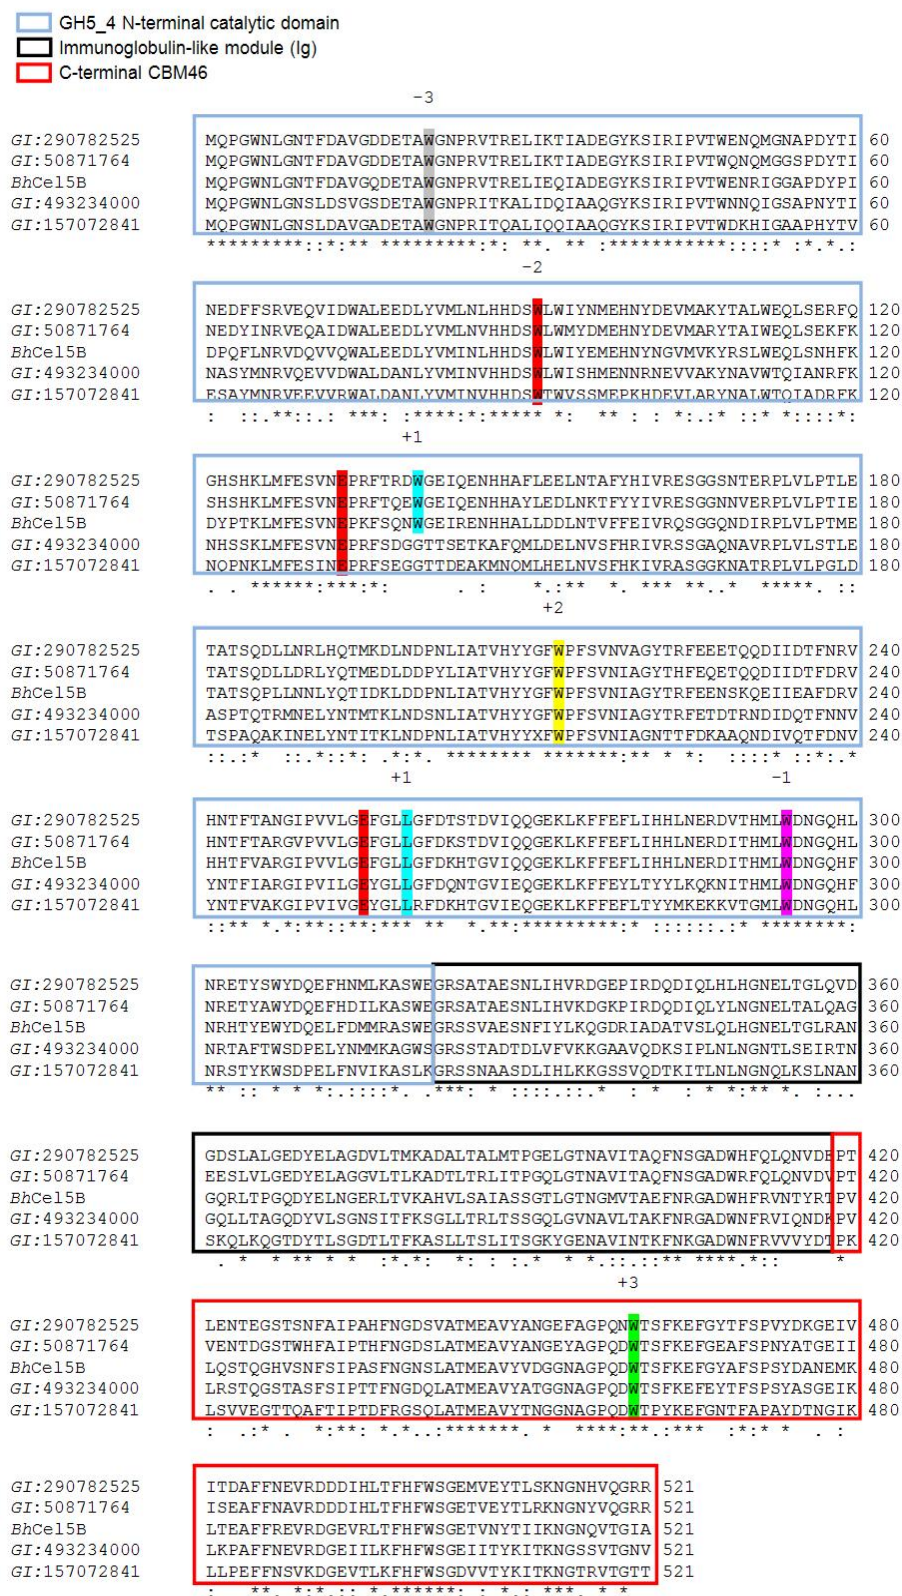 GH5_4 N-terminal catalytic domain
Immunoglobulin-like module (Ig)
C-terminal CBM46
−3
GI:290782525 MQPGWNLGNTFDAVGDDETAWGNPRVTRELIKTIADEGYKSIRIPVTWENQMGNAPDYTI 60
GI:50871764 MQPGWNLGNTFDAVGDDETAWGNPRVTRELIKTIADEGYKSIRIPVTWQNQMGGSPDYTI 60
BhCel5B MQPGWNLGNTFDAVGQDETAWGNPRVTRELIEQIADEGYKSIRIPVTWENRIGGAPDYPI 60
GI:493234000 MQPGWNLGNSLDSVGSDETAWGNPRITKALIDQIAAQGYKSIRIPVTWNNQIGSAPNYTI 60
GI:157072841 MQPGWNLGNSLDAVGADETAWGNPRITQALIQQIAAQGYKSIRIPVTWDKHIGAAPHYTV 60
*********::*:** *********:*: **. ** :***********::::* :*.*.:
−2
GI:290782525 NEDFFSRVEQVIDWALEEDLYVMLNLHHDSWLWIYNMEHNYDEVMAKYTALWEQLSERFQ 120
GI:50871764 NEDYINRVEQAIDWALEEDLYVMLNVHHDSWLWMYDMEHNYDEVMARYTAIWEQLSEKFK 120
BhCel5B DPQFLNRVDQVVQWALEEDLYVMINLHHDSWLWIYEMEHNYNGVMVKYRSLWEQLSNHFK 120
GI:493234000 NASYMNRVQEVVDWALDANLYVMINVHHDSWLWISHMENNRNEVVAKYNAVWTQIANRFK 120
GI:157072841 ESAYMNRVEEVVRWALDANLYVMINVHHDSWTWVSSMEPKHDEVLARYNALWTQIADRFK 120
: ::.**::.: ***: :****:*:***** *: ** : : *:.:* ::* *::::*:
+1
GI:290782525 GHSHKLMFESVNEPRFTRDWGEIQENHHAFLEELNTAFYHIVRESGGSNTERPLVLPTLE 180
GI:50871764 SHSHKLMFESVNEPRFTQEWGEIQENHHAYLEDLNKTFYYIVRESGGNNVERPLVLPTIE 180
BhCel5B DYPTKLMFESVNEPKFSQNWGEIRENHHALLDDLNTVFFEIVRQSGGQNDIRPLVLPTME 180
GI:493234000 NHSSKLMFESVNEPRFSDGGTTSETKAFQMLDELNVSFHRIVRSSGAQNAVRPLVLSTLE 180
GI:157072841 NQPNKLMFESINEPRFSEGGTTDEAKMNQMLHELNVSFHKIVRASGGKNATRPLVLPGLD 180
. . ******:***:*: . : *.:** *. *** **..* *****. ::
+2
GI:290782525 TATSQDLLNRLHQTMKDLNDPNLIATVHYYGFWPFSVNVAGYTRFEEETQQDIIDTFNRV 240
GI:50871764 TATSQDLLDRLYQTMEDLDDPYLIATVHYYGFWPFSVNIAGYTHFEQETQQDIIDTFDRV 240
BhCel5B TATSQPLLNNLYQTIDKLDDPNLIATVHYYGFWPFSVNIAGYTRFEENSKQEIIEAFDRV 240
GI:493234000 ASPTQTRMNELYNTMTKLNDSNLIATVHYYGFWPFSVNIAGYTRFETDTRNDIDQTFNNV 240
GI:157072841 TSPAQAKINELYNTITKLNDPNLIATVHYYXFWPFSVNIAGNTTFDKAAQNDIVQTFDNV 240
::.:* ::.*::*: .*:*. ******** *******:** * *: ::::* ::*:.*
+1 −1
GI:290782525 HNTFTANGIPVVLGEFGLLGFDTSTDVIQQGEKLKFFEFLIHHLNERDVTHMLWDNGQHL 300
GI:50871764 HNTFTARGVPVVLGEFGLLGFDKSTDVIQQGEKLKFFEFLIHHLNERDITHMLWDNGQHL 300
BhCel5B HHTFVARGIPVVLGEFGLLGFDKHTGVIQQGEKLKFFEFLIHHLNERDITHMLWDNGQHF 300
GI:493234000 YNTFIARGIPVILGEYGLLGFDQNTGVIEQGEKLKFFEYLTYYLKQKNITHMLWDNGQHF 300
GI:157072841 YNTFVAKGIPVIVGEYGLLRFDKHTGVIEQGEKLKFFEFLTYYMKEKKVTGMLWDNGQHL 300
::** *.*:**::**:*** ** *.**:*********:* ::::::.:* ********:
GI:290782525 NRETYSWYDQEFHNMLKASWEGRSATAESNLIHVRDGEPIRDQDIQLHLHGNELTGLQVD 360
GI:50871764 NRETYAWYDQEFHDILKASWEGRSATAESNLIHVKDGEPIRDQDIQLYLNGNELTALQAG 360
BhCel5B NRHTYEWYDQELFDMMRASWEGRSSVAESNFIYLKQGDRIADATVSLQLHGNELTGLRAN 360
GI:493234000 NRTAFTWSDPELYNMMKAGWSGRSSTADTDLVFVKKGAAVQDKSIPLNLNGNTLSEIRTN 360
GI:157072841 NRSTYKWSDPELFNVIKASLKGRSSNAASDLIHLKKGSSVQDTKITLNLNGNQLKSLNAN 360
** :: * * *:.::::*. .***: * ::::.::.* : * : * *:** *. :...
GI:290782525 GDSLALGEDYELAGDVLTMKADALTALMTPGELGTNAVITAQFNSGADWHFQLQNVDEPT 420
GI:50871764 EESLVLGEDYELAGGVLTLKADTLTRLITPGQLGTNAVITAQFNSGADWRFQLQNVDVPT 420
BhCel5B GQRLTPGQDYELNGERLTVKAHVLSAIASSGTLGTNGMVTAEFNRGADWHFRVNTYRTPV 420
GI:493234000 GQLLTAGQDYVLSGNSITFKSGLLTRLTSSGQLGVNAVLTAKFNRGADWNFRVIQNDKPV 420
GI:157072841 SKQLKQGTDYTLSGDTLTFKASLLTSLITSGKYGENAVINTKFNKGADWNFRVVVYDTPK 420
. * * ** * * :*.*: *: : :.* * *.::.::** ****.*:: *
+3
GI:290782525 LENTEGSTSNFAIPAHFNGDSVATMEAVYANGEFAGPQNWTSFKEFGYTFSPVYDKGEIV 480
GI:50871764 VENTDGSTWHFAIPTHFNGDSLATMEAVYANGEYAGPQDWTSFKEFGEAFSPNYATGEII 480
BhCel5B LQSTQGHVSNFSIPASFNGNSLATMEAVYVDGGNAGPQDWTSFKEFGYAFSPSYDANEMK 480
GI:493234000 LRSTQGSTASFSIPTTFNGDQLATMEAVYATGGNAGPQDWTSFKEFEYTFSPSYASGEIK 480
GI:157072841 LSVVEGTTQAFTIPTDFRGSQLATMEAVYTNGGNAGPQDWTPYKEFGNTFAPAYDTNGIK 480
: .:* . *:**: *.*..:*******. * ****:**.:*** :*:* * . :
GI:290782525 ITDAFFNEVRDDDIHLTFHFWSGEMVEYTLSKNGNHVQGRR 521
GI:50871764 ISEAFFNAVRDDDIHLTFHFWSGETVEYTLRKNGNYVQGRR 521
BhCel5B LTEAFFREVRDGEVRLTFHFWSGETVNYTIIKNGNQVTGIA 521
GI:493234000 LKPAFFNEVRDGEIILKFHFWSGEIITYKITKNGSSVTGNV 521
GI:157072841 LLPEFFNSVKDGEVTLKFHFWSGDVVTYKITKNGTRVTGTT 521
: **. *:*.:: *.******: : *.: ***. * *